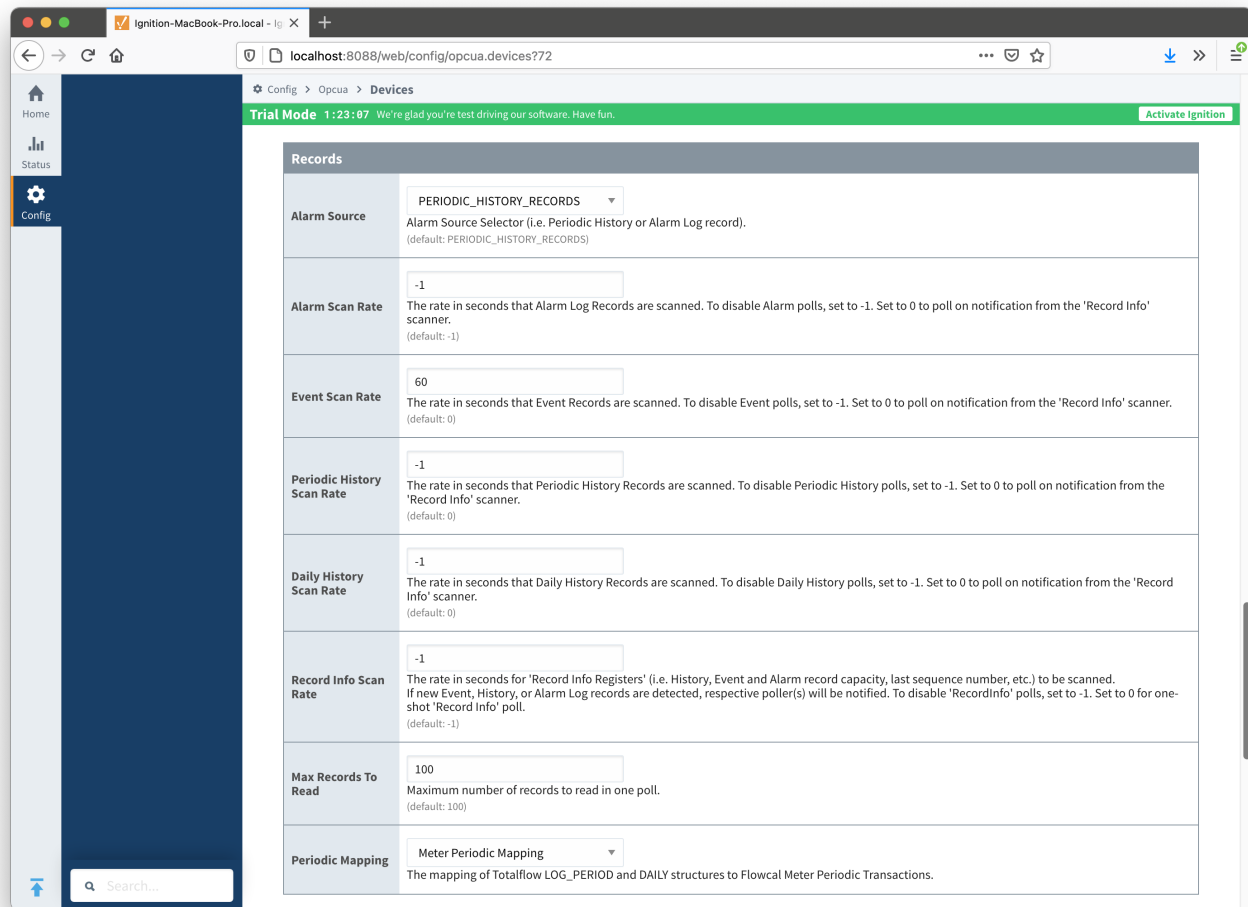 Ignition-MacBook-Pro.local - Ig
localhost:8088/web/config/opcua.devices?72
Home
Status
Config
Config > Opcua > Devices
Trial Mode 1:23:07 We're glad you're test driving our software. Have fun.
Activate Ignition
Records
Alarm Source
PERIODIC_HISTORY_RECORDS
Alarm Source Selector (i.e. Periodic History or Alarm Log record).
(default: PERIODIC_HISTORY_RECORDS)
Alarm Scan Rate
-1
The rate in seconds that Alarm Log Records are scanned. To disable Alarm polls, set to -1. Set to 0 to poll on notification from the 'Record Info'
scanner.
(default: -1)
Event Scan Rate
60
The rate in seconds that Event Records are scanned. To disable Event polls, set to -1. Set to 0 to poll on notification from the 'Record Info' scanner.
(default: 0)
Periodic History
Scan Rate
-1
The rate in seconds that Periodic History Records are scanned. To disable Periodic History polls, set to -1. Set to 0 to poll on notification from the
'Record Info' scanner.
(default: 0)
Daily History
Scan Rate
-1
The rate in seconds that Daily History Records are scanned. To disable Daily History polls, set to -1. Set to 0 to poll on notification from the 'Record
Info' scanner.
(default: 0)
Record Info Scan
Rate
-1
The rate in seconds for 'Record Info Registers' (i.e. History, Event and Alarm record capacity, last sequence number, etc.) to be scanned.
If new Event, History, or Alarm Log records are detected, respective poller(s) will be notified. To disable 'RecordInfo' polls, set to -1. Set to 0 for one-
shot 'Record Info' poll.
(default: -1)
Max Records To
Read
100
Maximum number of records to read in one poll.
(default: 100)
Periodic Mapping
Meter Periodic Mapping
The mapping of Totalflow LOG_PERIOD and DAILY structures to Flowcal Meter Periodic Transactions.
Search...